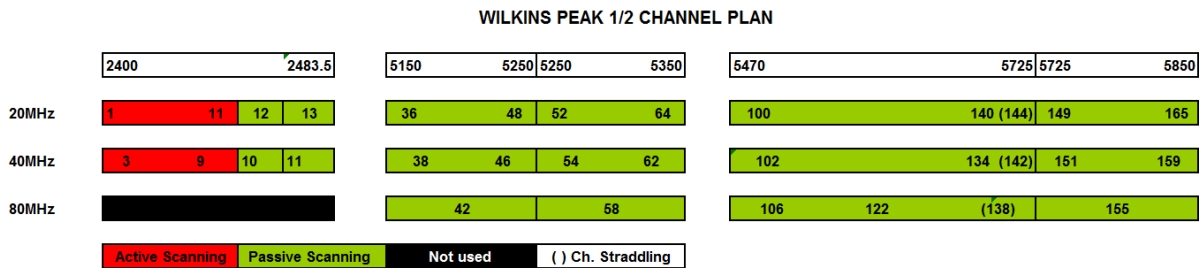 WILKINS PEAK 1/2 CHANNEL PLAN
2400 2483.5 5150 5250 5250 5350 5470 5725 5725 5850
20MHz 1 11 12 13 36 48 52 64 100 140 (144) 149 165
40MHz 3 9 10 11 38 46 54 62 102 134 (142) 151 159
80MHz 42 58 106 122 (138) 155
Active Scanning Passive Scanning Not used ( ) Ch. Straddling